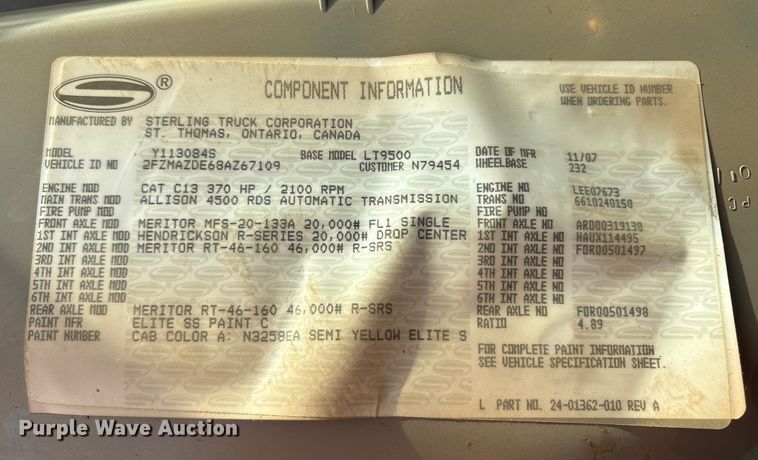 COMPONENT INFORMATION
USE VEHICLE ID NUMBER
WHEN ORDERING PARTS.
®
MANUFACTURED BY STERLING TRUCK CORPORATION
ST. THOMAS, ONTARIO, CANADA
MODEL Y113084S BASE MODEL LT9500 DATE OF MFR 11/07
VEHICLE ID NO 2FZMAZDE68AZ67109 CUSTOMER N79454 WHEELBASE 232
ENGINE MOD CAT C13 370 HP / 2100 RPM ENGINE NO LEE07673
MAIN TRANS MOD ALLISON 4500 RDS AUTOMATIC TRANSMISSION TRANS NO 6610240150
FIRE PUMP MOD FIRE PUMP NO
FRONT AXLE MOD MERITOR MFS-20-133A 20,000# FL1 SINGLE FRONT AXLE NO ARD00319138
1ST INT AXLE MOD HENDRICKSON R-SERIES 20,000# DROP CENTER 1ST INT AXLE NO HAUX114495
2ND INT AXLE MOD MERITOR RT-46-160 46,000# R-SRS 2ND INT AXLE NO FOR00501497
3RD INT AXLE MOD 3RD INT AXLE NO
4TH INT AXLE MOD 4TH INT AXLE NO
5TH INT AXLE MOD 5TH INT AXLE NO
6TH INT AXLE MOD 6TH INT AXLE NO
REAR AXLE MOD MERITOR RT-46-160 46,000# R-SRS REAR AXLE NO FOR00501498
PAINT MFR ELITE SS PAINT C RATIO 4.89
PAINT NUMBER CAB COLOR A: N3258EA SEMI YELLOW ELITE S
FOR COMPLETE PAINT INFORMATION
SEE VEHICLE SPECIFICATION SHEET.
L PART NO. 24-01362-010 REV A
Purple Wave Auction